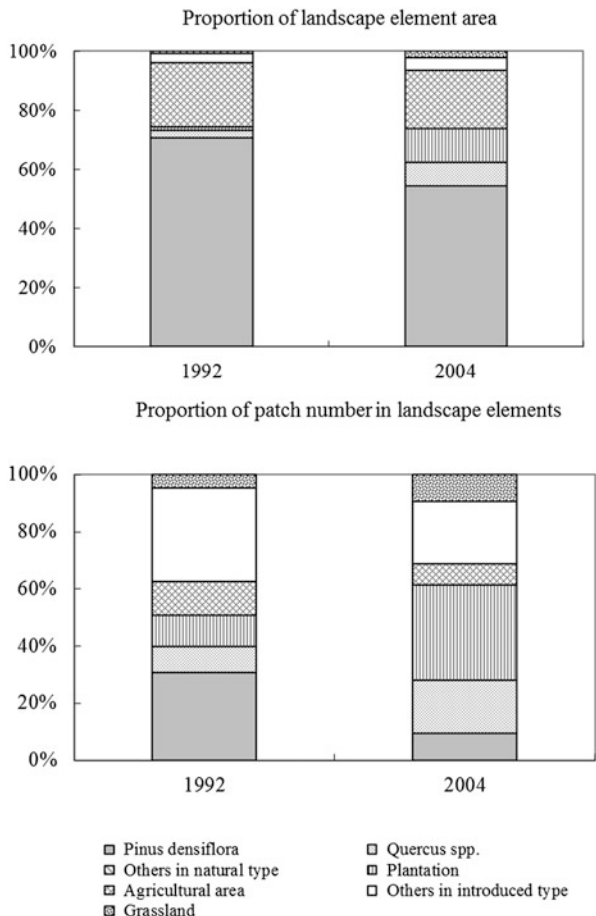 Proportion of landscape element area
100%
80%
60%
40%
20%
0%
1992 2004
Proportion of patch number in landscape elements
100%
80%
60%
40%
20%
0%
1992 2004
Pinus densiflora Quercus spp.
Others in natural type Plantation
Agricultural area Others in introduced type
Grassland